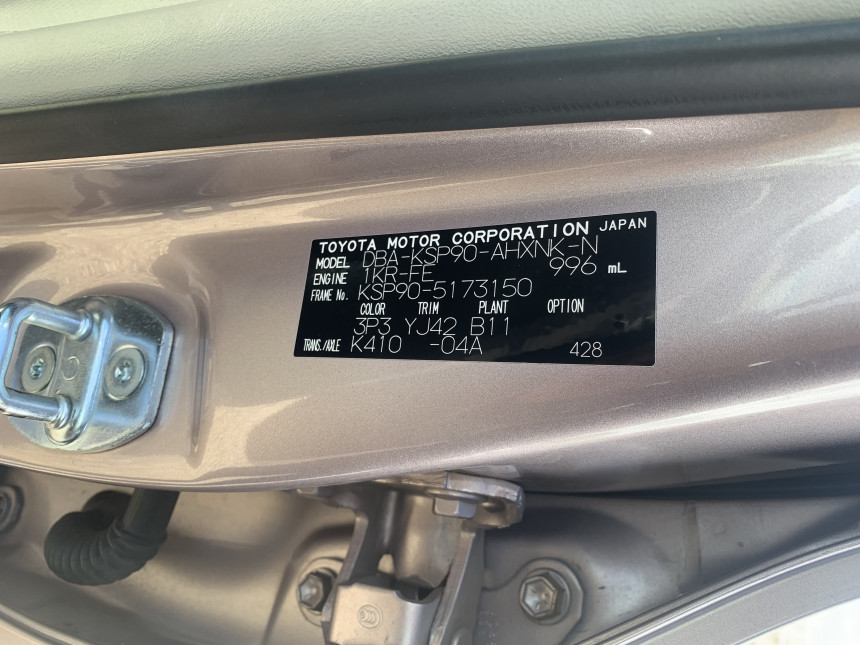 TOYOTA MOTOR CORPORATION JAPAN
MODEL DBA-KSP90-AHXNK-N
ENGINE 1KR-FE 996 mL
FRAME No. KSP90-5173150
COLOR TRIM PLANT OPTION
3P3 YJ42 B11
TRANS./AXLE K410 -04A 428